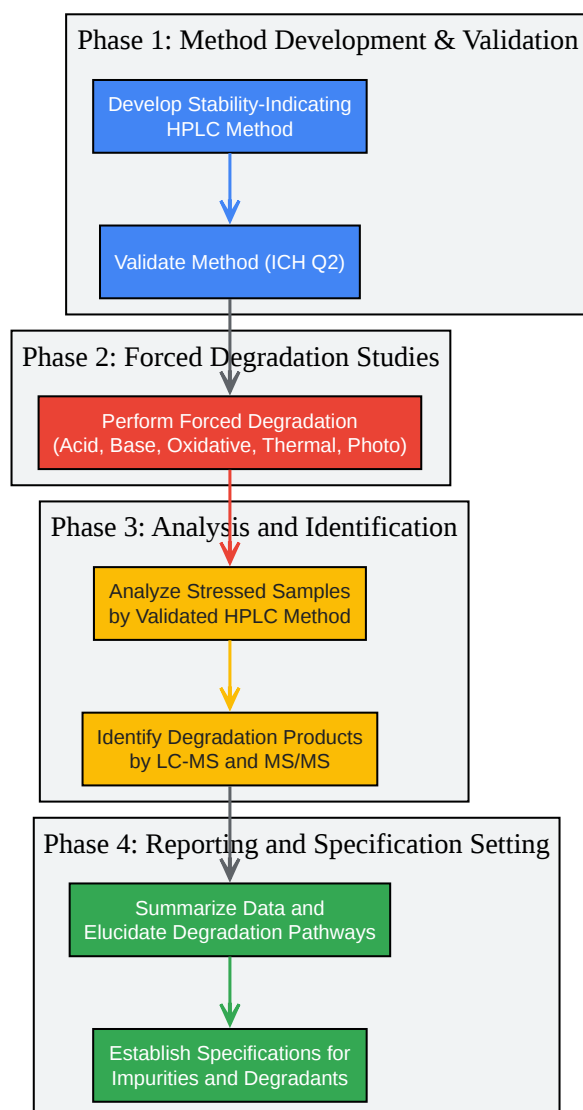 Phase 1: Method Development & Validation
Develop Stability-Indicating
HPLC Method
Validate Method (ICH Q2)
Phase 2: Forced Degradation Studies
Perform Forced Degradation
(Acid, Base, Oxidative, Thermal, Photo)
Phase 3: Analysis and Identification
Analyze Stressed Samples
by Validated HPLC Method
Identify Degradation Products
by LC-MS and MS/MS
Phase 4: Reporting and Specification Setting
Summarize Data and
Elucidate Degradation Pathways
Establish Specifications for
Impurities and Degradants